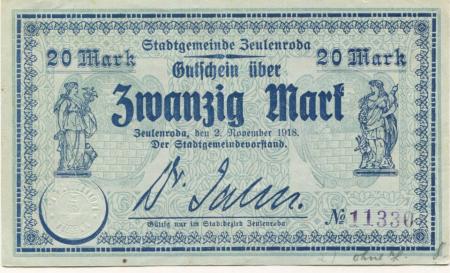 Stadtgemeinde Zeulenroda
20 Mark 20 Mark
Gutschein über
Zwanzig Mark
Zeulenroda, den 2. November 1918.
Der Stadtgemeindevorstand.
№ 11330
Gültig nur im Stadtbezirk Zeulenroda